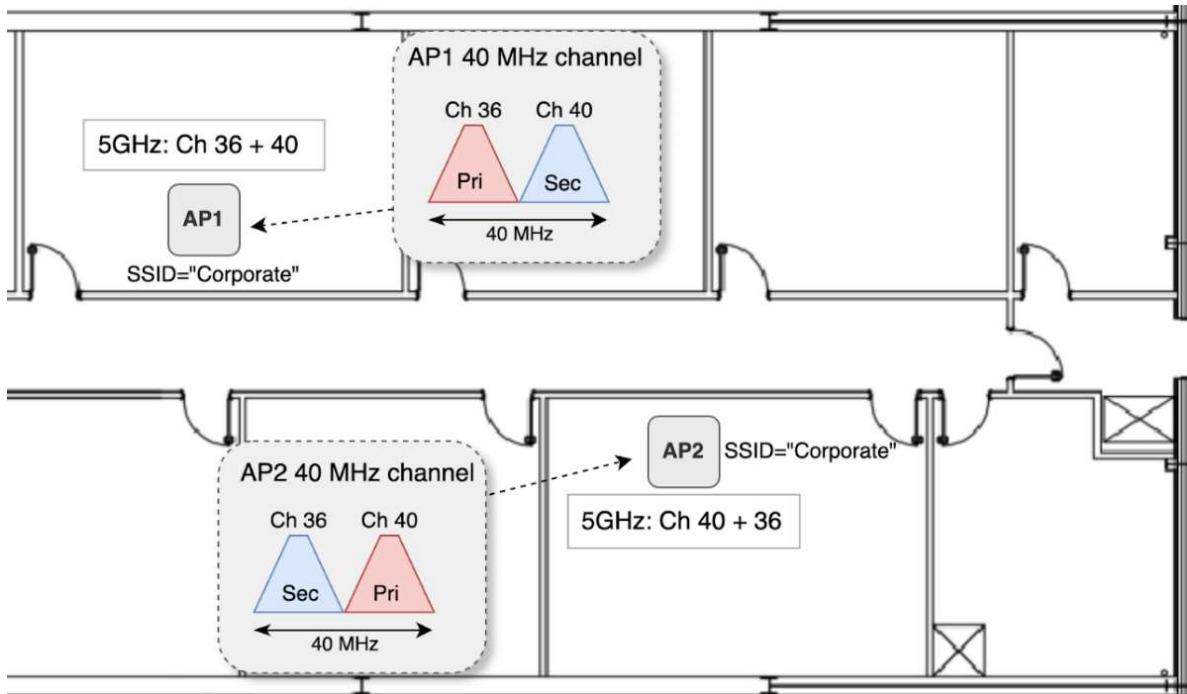 AP1 40 MHz channel
Ch 36 Ch 40
Pri Sec
40 MHz
5GHz: Ch 36 + 40
AP1
SSID="Corporate"
AP2 SSID="Corporate"
5GHz: Ch 40 + 36
AP2 40 MHz channel
Ch 36 Ch 40
Sec Pri
40 MHz